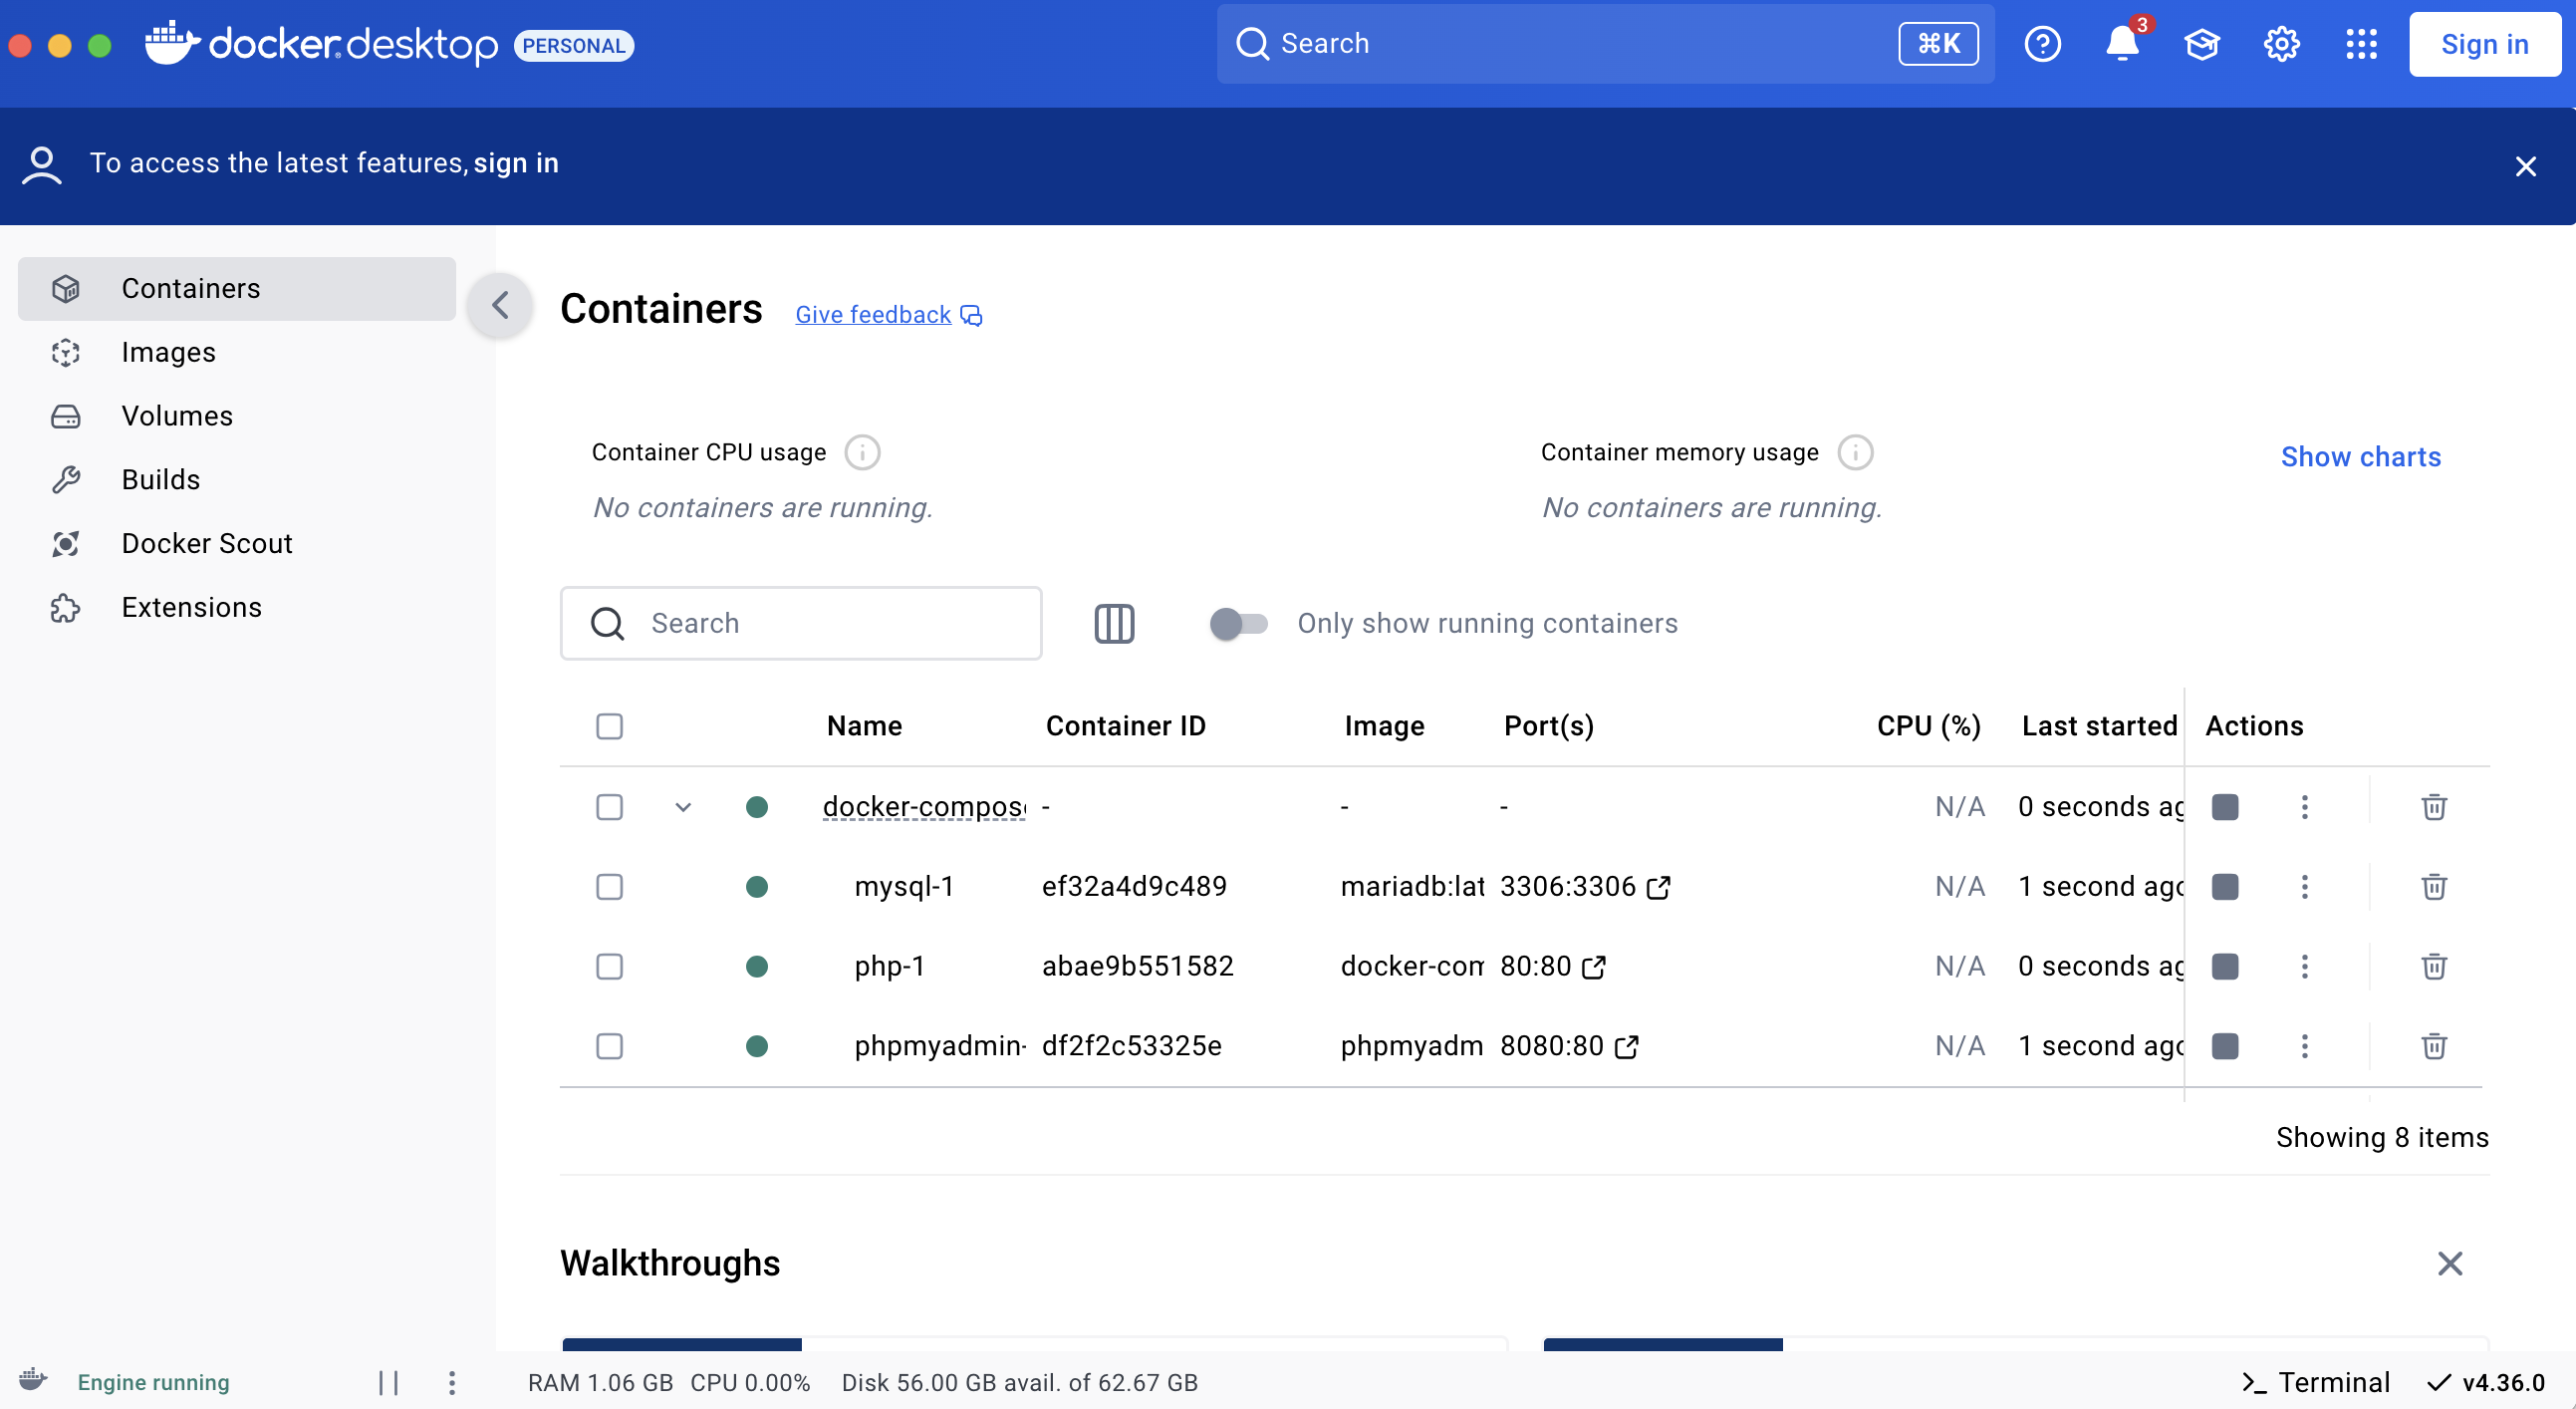 docker desktop PERSONAL
Search ⌘K
3
Sign in
To access the latest features, sign in
Containers
Images
Volumes
Builds
Docker Scout
Extensions
Containers Give feedback
Container CPU usage
No containers are running.
Container memory usage
No containers are running.
Show charts
Search
Only show running containers
Name Container ID Image Port(s) CPU (%) Last started Actions
docker-compos - - - N/A 0 seconds ag
mysql-1 ef32a4d9c489 mariadb:lat 3306:3306 N/A 1 second ago
php-1 abae9b551582 docker-com 80:80 N/A 0 seconds ag
phpmyadmin- df2f2c53325e phpmyadm 8080:80 N/A 1 second ago
Showing 8 items
Walkthroughs
Engine running RAM 1.06 GB CPU 0.00% Disk 56.00 GB avail. of 62.67 GB >_ Terminal v4.36.0